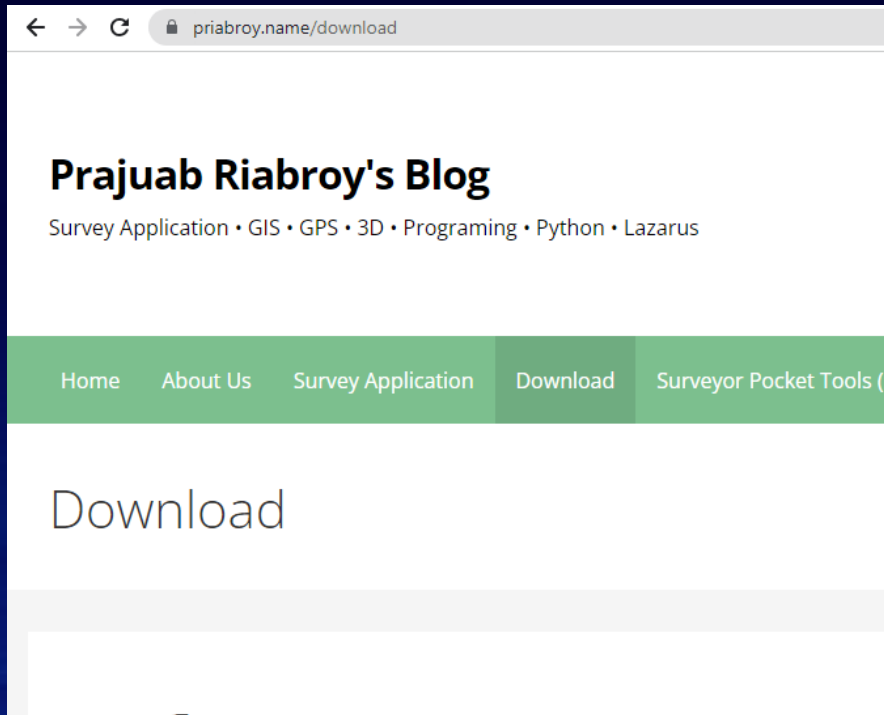 priabroy.name/download
Prajuab Riabroy's Blog
Survey Application • GIS • GPS • 3D • Programing • Python • Lazarus
Home About Us Survey Application Download Surveyor Pocket Tools (
Download